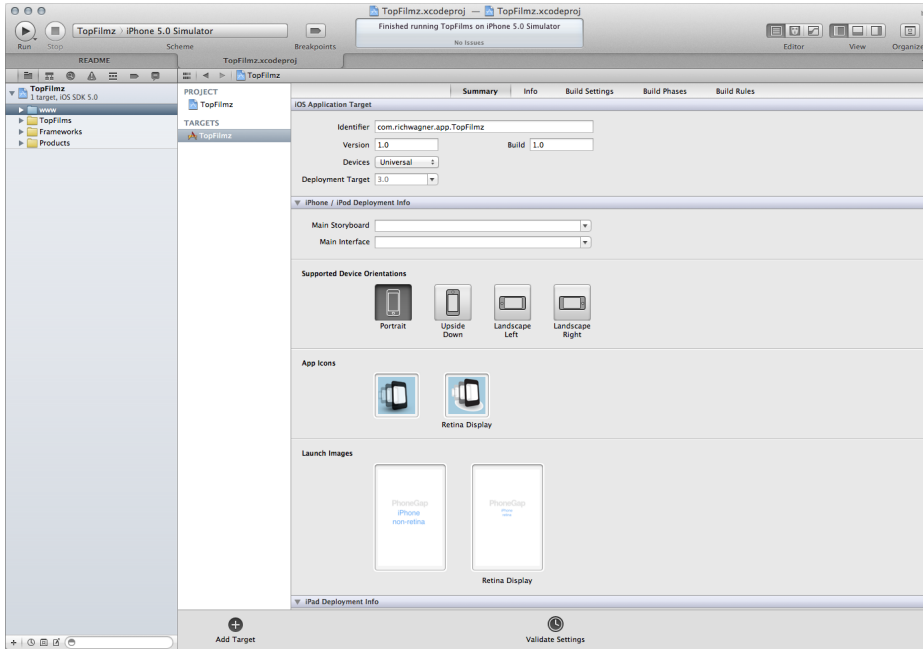 TopFilmz.xcodeproj — TopFilmz.xcodeproj
TopFilmz > iPhone 5.0 Simulator
Finished running TopFilms on iPhone 5.0 Simulator
No Issues
Run Stop Scheme Breakpoints Editor View Organize
README TopFilmz.xcodeproj
TopFilmz
TopFilmz
1 target, iOS SDK 5.0
www
TopFilms
Frameworks
Products
PROJECT
TopFilmz
TARGETS
TopFilmz
Summary Info Build Settings Build Phases Build Rules
iOS Application Target
Identifier com.richwagner.app.TopFilmz
Version 1.0 Build 1.0
Devices Universal
Deployment Target 3.0
iPhone / iPod Deployment Info
Main Storyboard
Main Interface
Supported Device Orientations
Portrait
Upside Down
Landscape Left
Landscape Right
App Icons
Retina Display
Launch Images
PhoneGap
iPhone
non-retina
PhoneGap
iPhone
retina
Retina Display
iPad Deployment Info
Add Target Validate Settings